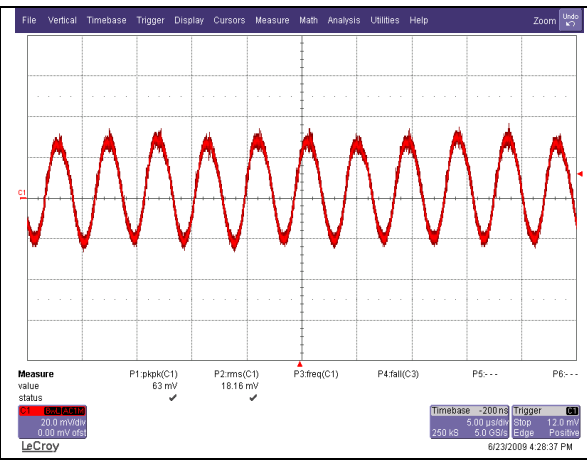 File Vertical Timebase Trigger Display Cursors Measure Math Analysis Utilities Help Zoom Undo
C1
Measure P1:pkpk(C1) P2:rms(C1) P3:freq(C1) P4:fall(C3) P5:- - - P6:- - -
value 63 mV 18.16 mV
status ✔ ✔
C1 BwL AC1M
20.0 mV/div
0.00 mV ofst
Timebase -200 ns
5.00 µs/div
250 kS 5.0 GS/s
Trigger C1
Stop 12.0 mV
Edge Positive
LeCroy 6/23/2009 4:28:37 PM